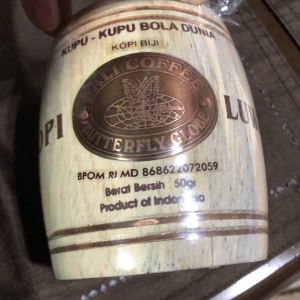 KUPU - KUPU BOLA DUNIA
KOPI BIJI
BALI COFFEE
BUTTERFLY GLOBE
OPI
LU
BPOM RI MD 868622072059
Berat Bersih 50gr
Product of Indonesia